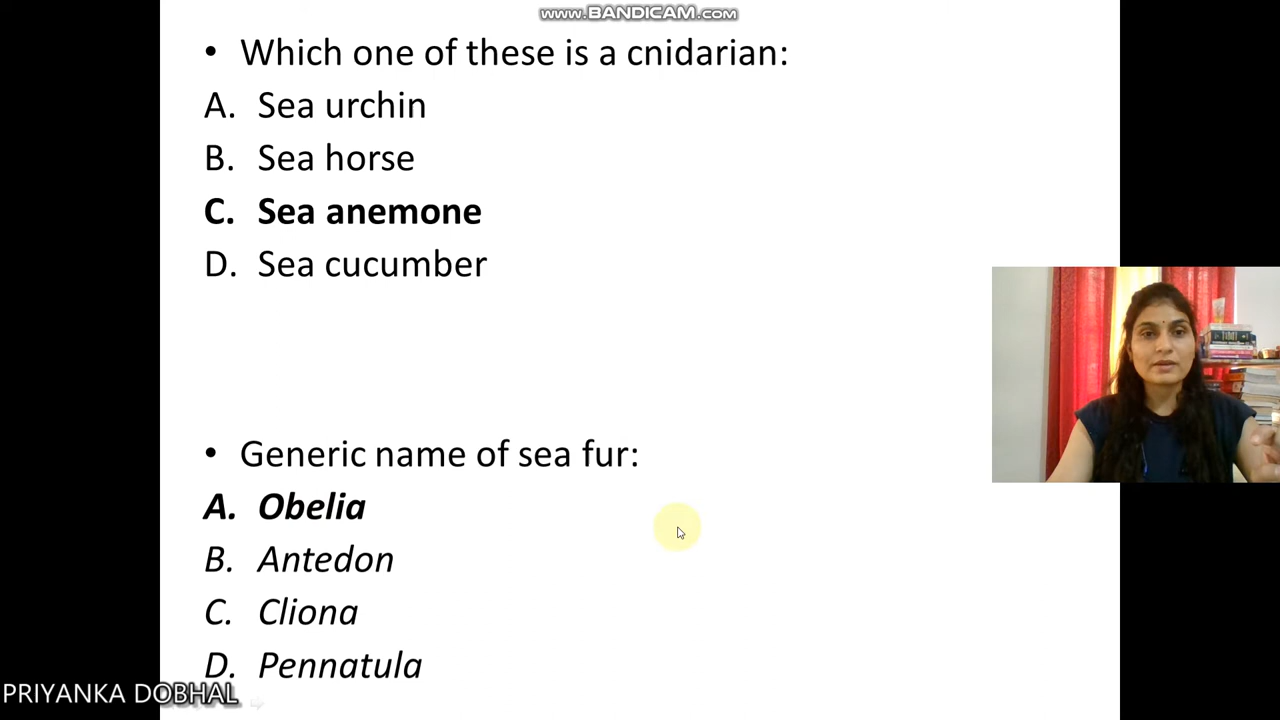 www.BANDICAM.com
• Which one of these is a cnidarian:
A. Sea urchin
B. Sea horse
C. Sea anemone
D. Sea cucumber
• Generic name of sea fur:
A. Obelia
B. Antedon
C. Cliona
D. Pennatula
PRIYANKA DOBHAL